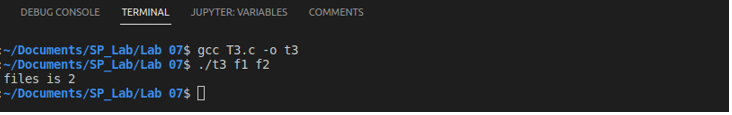 DEBUG CONSOLE TERMINAL JUPYTER: VARIABLES COMMENTS
:~/Documents/SP_Lab/Lab 07$ gcc T3.c -o t3
:~/Documents/SP_Lab/Lab 07$ ./t3 f1 f2
files is 2
:~/Documents/SP_Lab/Lab 07$